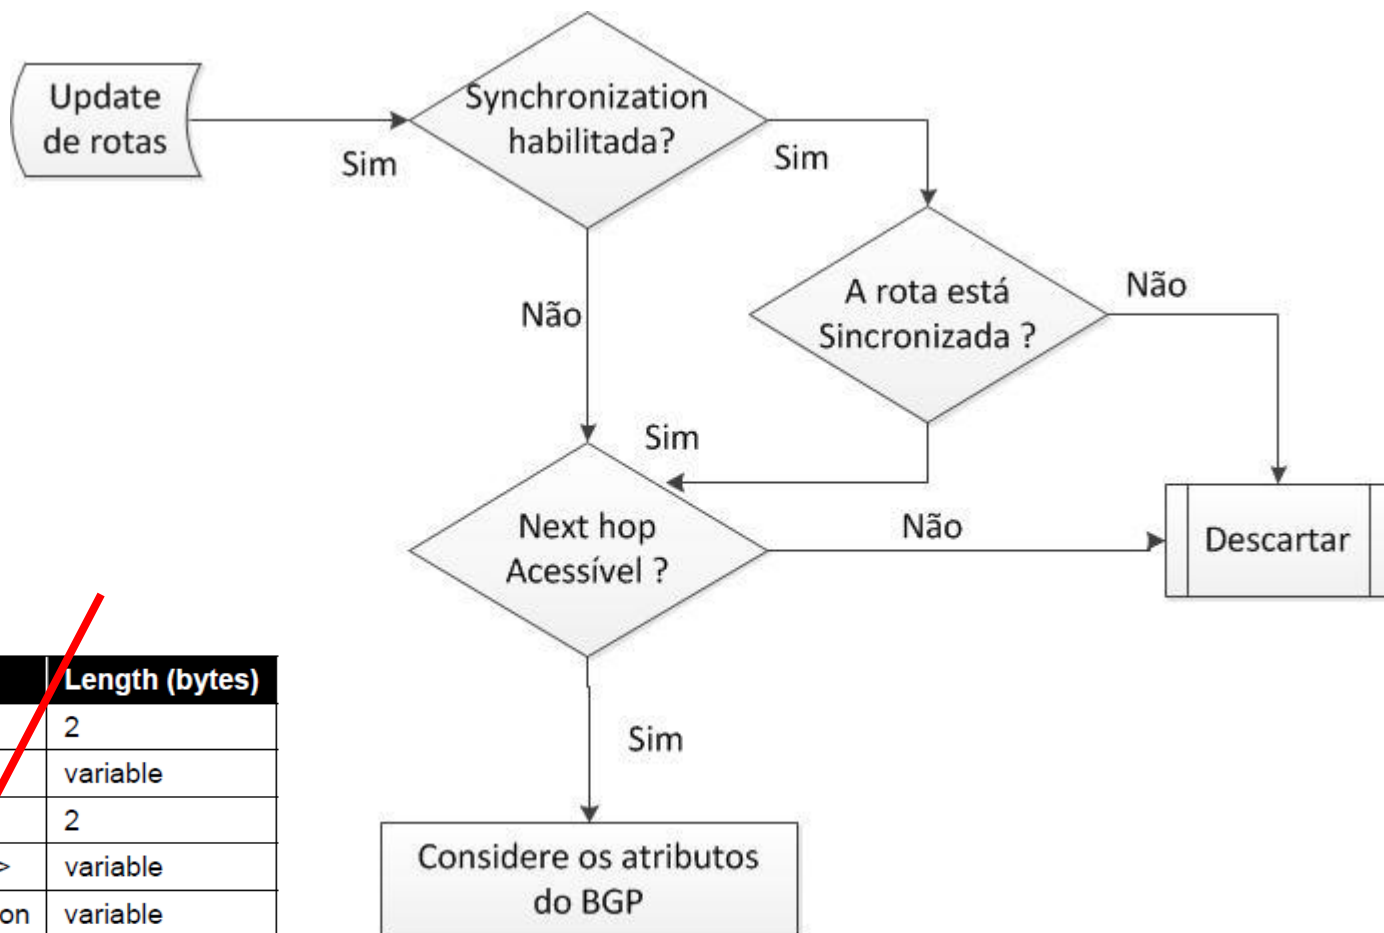 Update
de rotas
Sim
Synchronization
habilitada?
Sim
Não
A rota está
Sincronizada ?
Não
Sim
Next hop
Acessível ?
Não
Descartar
Sim
Considere os atributos
do BGP
Length (bytes)
2
variable
2
> variable
on variable